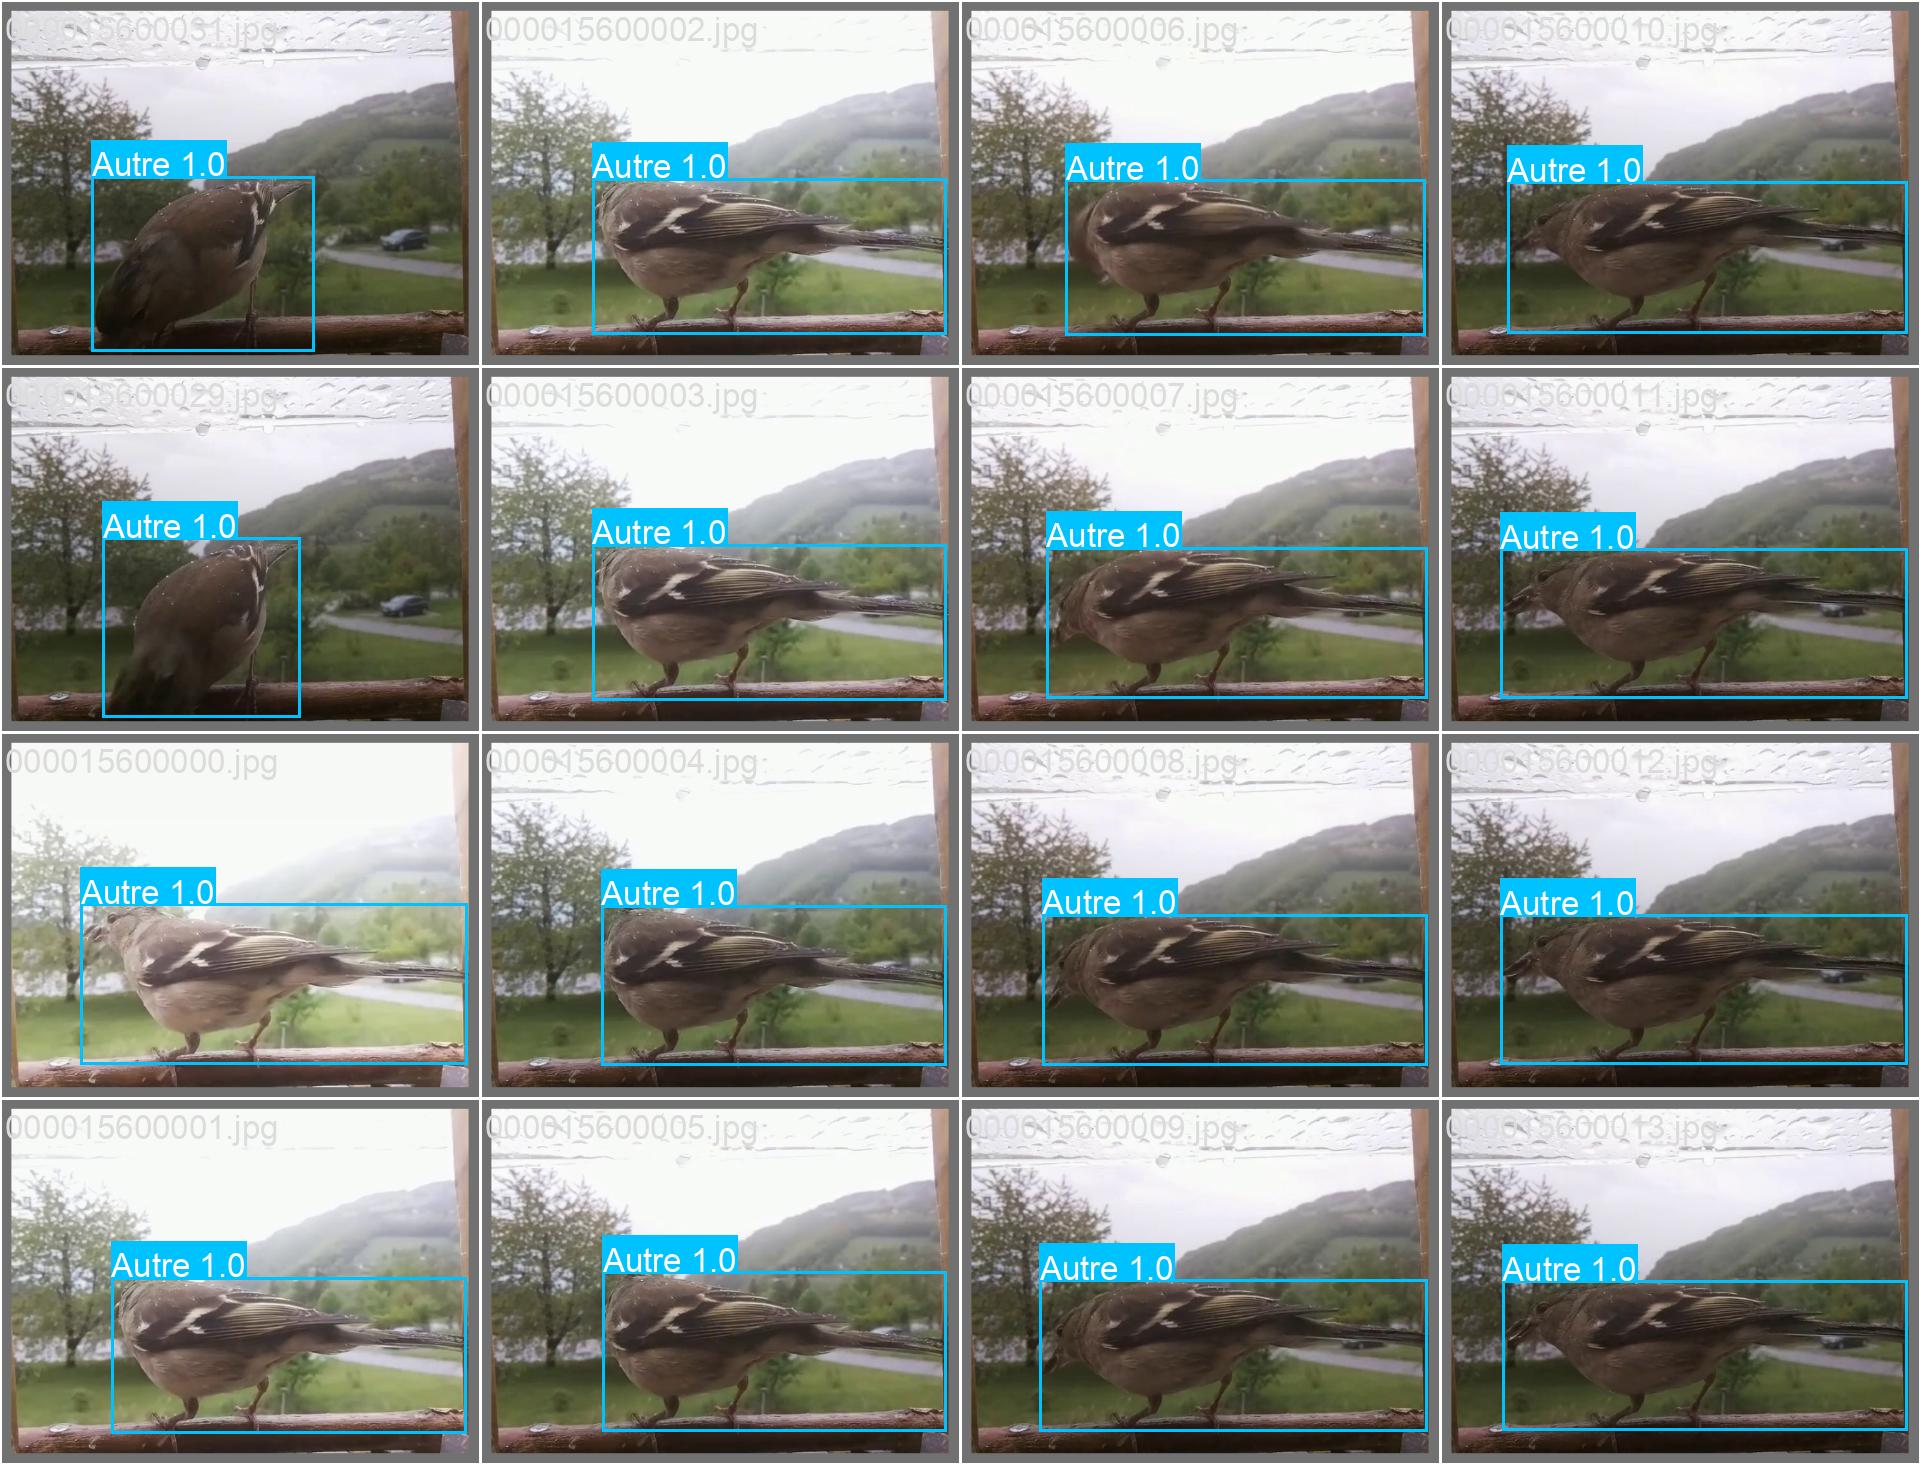 000015600031.jpg
Autre 1.0
000015600002.jpg
Autre 1.0
000015600006.jpg
Autre 1.0
000015600010.jpg
Autre 1.0
000015600029.jpg
Autre 1.0
000015600003.jpg
Autre 1.0
000015600007.jpg
Autre 1.0
000015600011.jpg
Autre 1.0
000015600000.jpg
Autre 1.0
000015600004.jpg
Autre 1.0
000015600008.jpg
Autre 1.0
000015600012.jpg
Autre 1.0
000015600001.jpg
Autre 1.0
000015600005.jpg
Autre 1.0
000015600009.jpg
Autre 1.0
000015600013.jpg
Autre 1.0